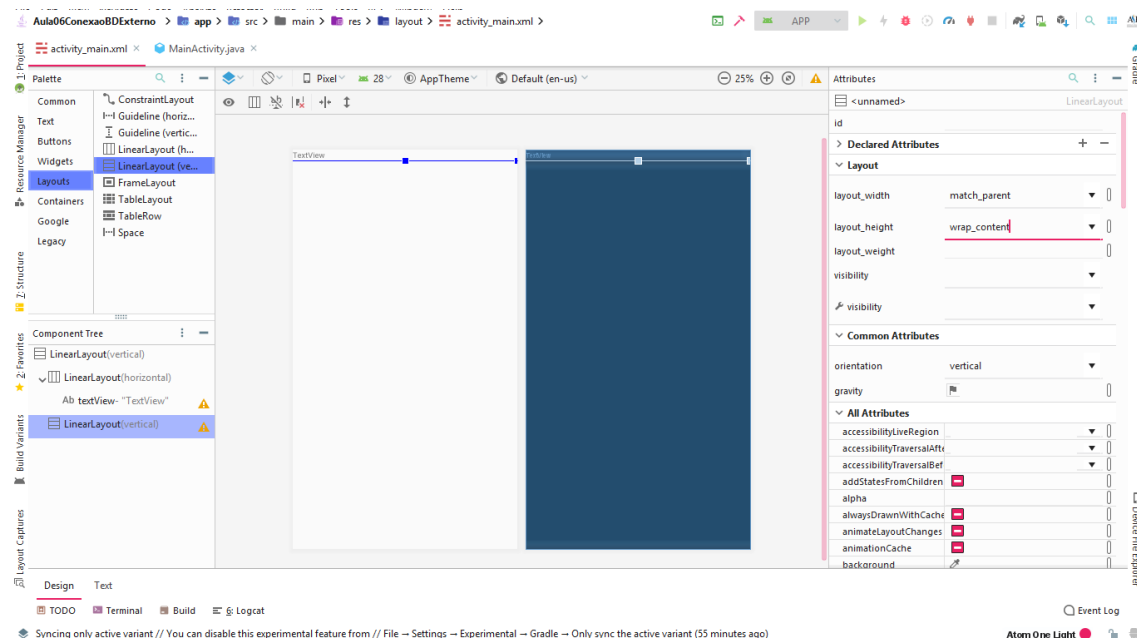 Aula06ConexaoBDExterno
app
src
main
res
layout
activity_main.xml
APP
activity_main.xml
MainActivity.java
1: Project
Resource Manager
Z: Structure
2: Favorites
Build Variants
Layout Captures
Palette
Common
Text
Buttons
Widgets
Layouts
Containers
Google
Legacy
ConstraintLayout
Guideline (horiz...
Guideline (vertic...
LinearLayout (h...
LinearLayout (ve...
FrameLayout
TableLayout
TableRow
Space
Component Tree
LinearLayout(vertical)
LinearLayout(horizontal)
Ab textView- "TextView"
LinearLayout(vertical)
Pixel
28
AppTheme
Default (en-us)
25%
TextView
TextView
Attributes
<unnamed>
LinearLayout
id
Declared Attributes
Layout
layout_width match_parent
layout_height wrap_content
layout_weight
visibility
visibility
Common Attributes
orientation vertical
gravity
All Attributes
accessibilityLiveRegion
accessibilityTraversalAfte
accessibilityTraversalBef
addStatesFromChildren
alpha
alwaysDrawnWithCache
animateLayoutChanges
animationCache
background
Gradle
Device File Explorer
Design Text
TODO Terminal Build 6: Logcat
Event Log
Syncing only active variant // You can disable this experimental feature from // File → Settings → Experimental → Gradle → Only sync the active variant (55 minutes ago)
Atom One Light